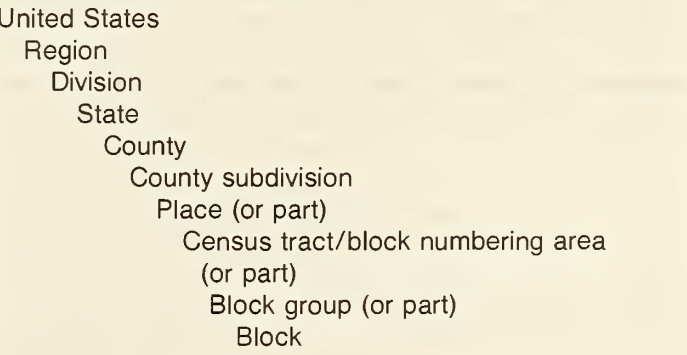 United States
Region
Division
State
County
County subdivision
Place (or part)
Census tract/block numbering area
(or part)
Block group (or part)
Block